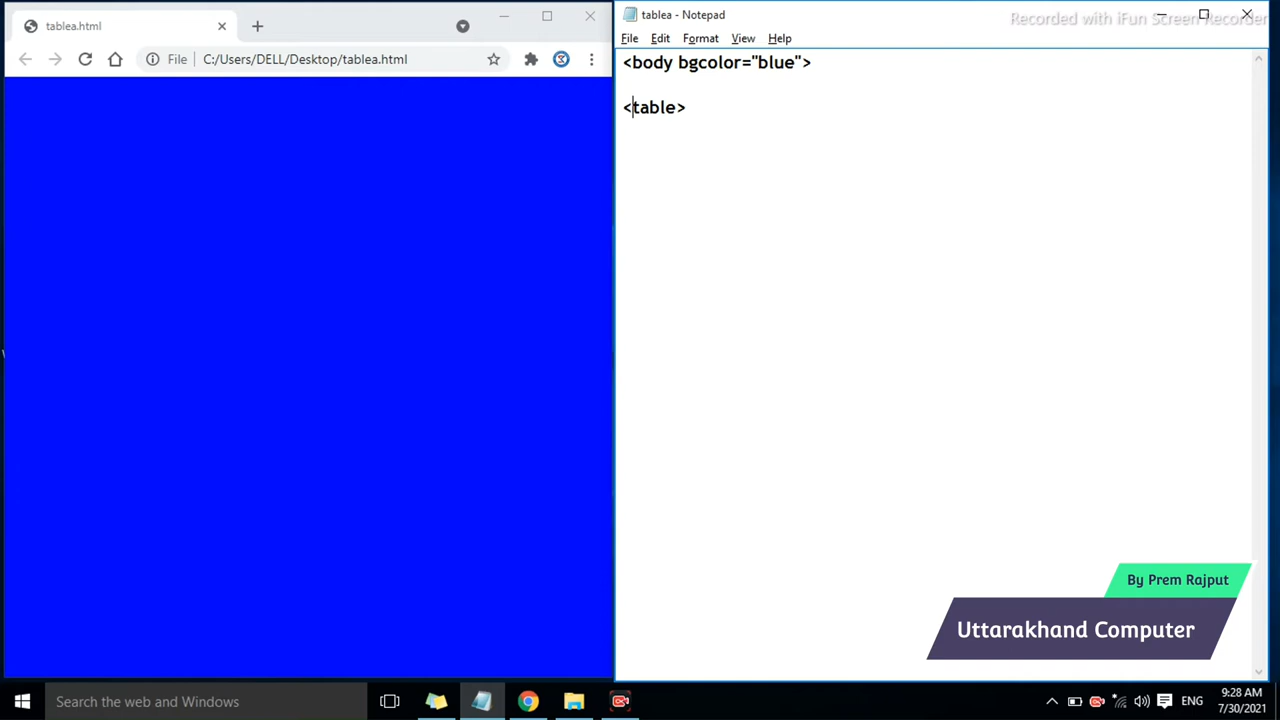 tablea.html
File
C:/Users/DELL/Desktop/tablea.html
tablea - Notepad
Recorded with iFun Screen Recorder
File Edit Format View Help
<body bgcolor="blue">
<table>
By Prem Rajput
Uttarakhand Computer
Search the web and Windows
ENG
9:28 AM
7/30/2021